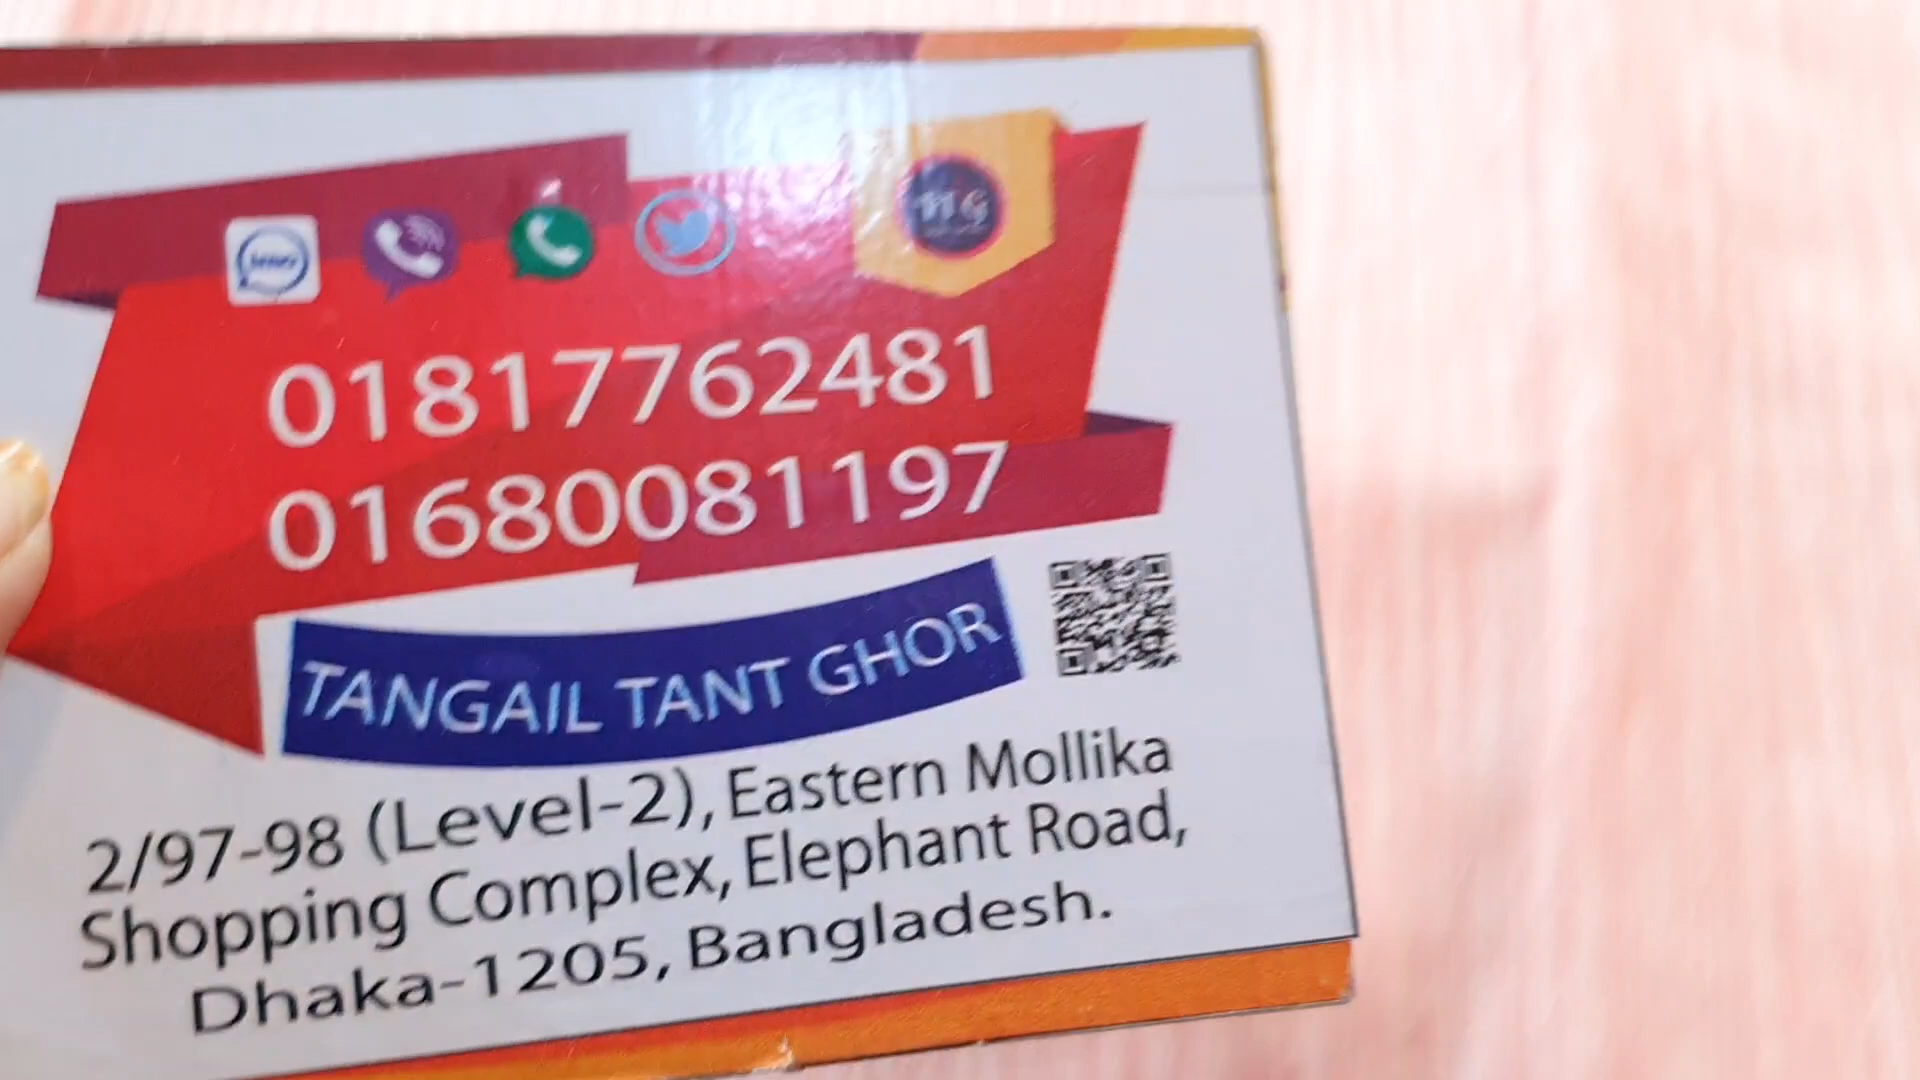 imo
01817762481
01680081197
TANGAIL TANT GHOR
2/97-98 (Level-2), Eastern Mollika
Shopping Complex, Elephant Road,
Dhaka-1205, Bangladesh.